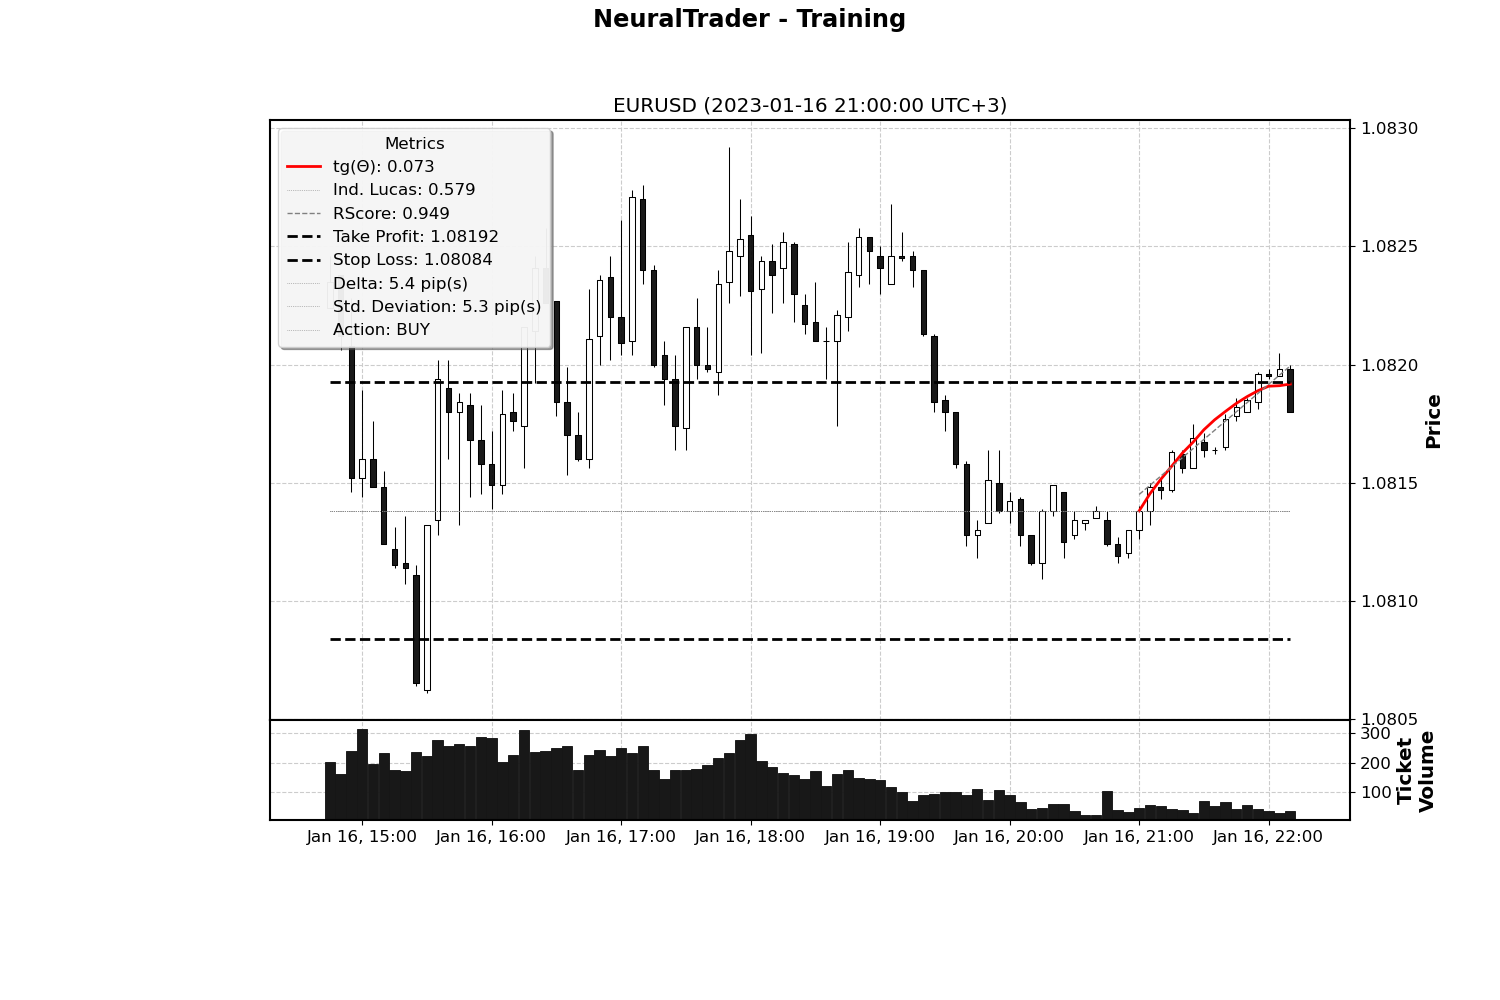 NeuralTrader - Training
EURUSD (2023-01-16 21:00:00 UTC+3)
Metrics
tg(Θ): 0.073
Ind. Lucas: 0.579
RScore: 0.949
Take Profit: 1.08192
Stop Loss: 1.08084
Delta: 5.4 pip(s)
Std. Deviation: 5.3 pip(s)
Action: BUY
1.0830
1.0825
1.0820
1.0815
1.0810
1.0805
Price
300
200
100
Ticket
Volume
Jan 16, 15:00
Jan 16, 16:00
Jan 16, 17:00
Jan 16, 18:00
Jan 16, 19:00
Jan 16, 20:00
Jan 16, 21:00
Jan 16, 22:00